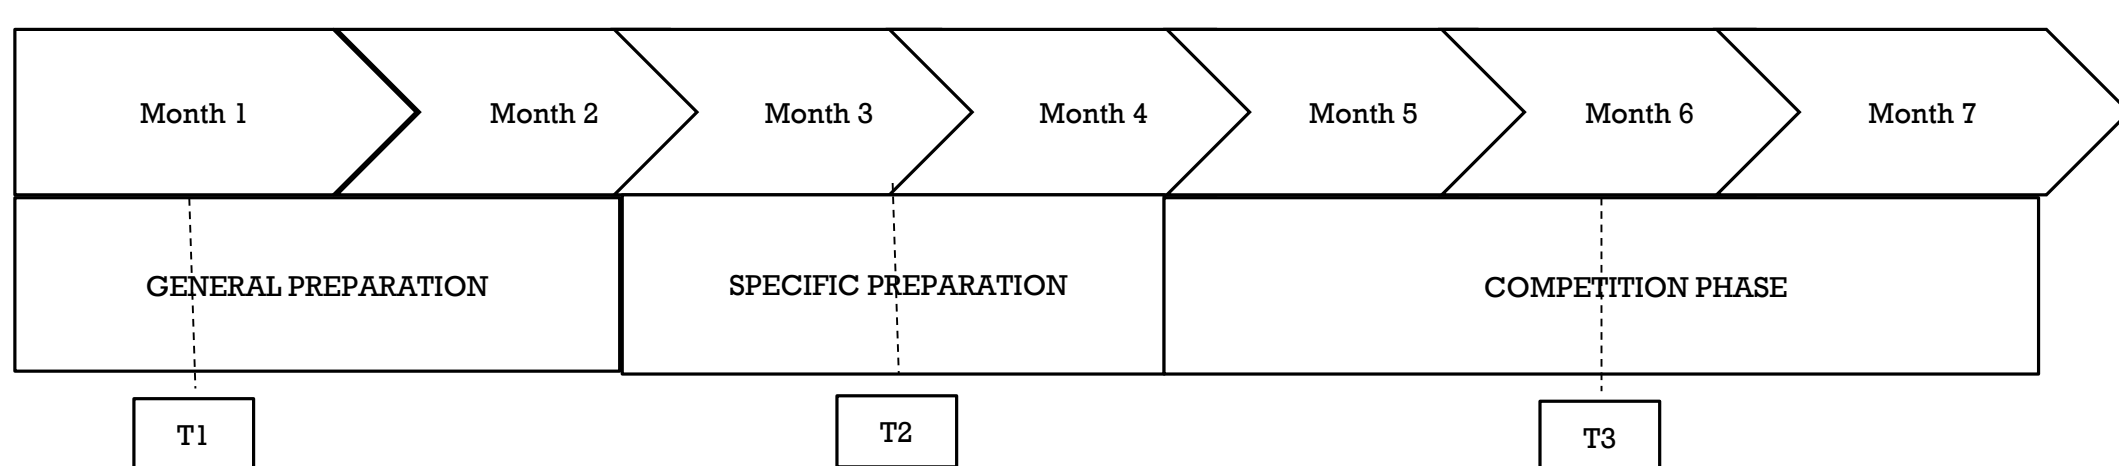 Month 1
Month 2
Month 3
Month 4
Month 5
Month 6
Month 7
GENERAL PREPARATION
SPECIFIC PREPARATION
COMPETITION PHASE
T1
T2
T3